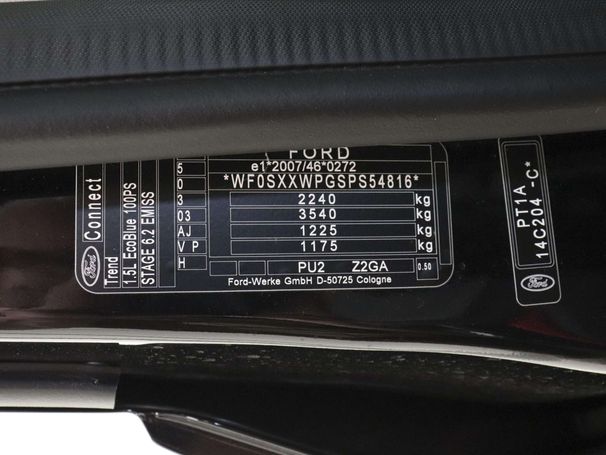 FORD
e1*2007/46*0272
*WF0SXXWPGSPS54816*
2240 kg
3540 kg
1225 kg
1175 kg
PU2 Z2GA 0.50
Ford-Werke GmbH D-50725 Cologne
5
0
3
03
AJ
V P
H
Ford Connect
Trend
1.5L EcoBlue 100PS
STAGE 6.2 EMISS
PT1A
14C204 -C*
Ford